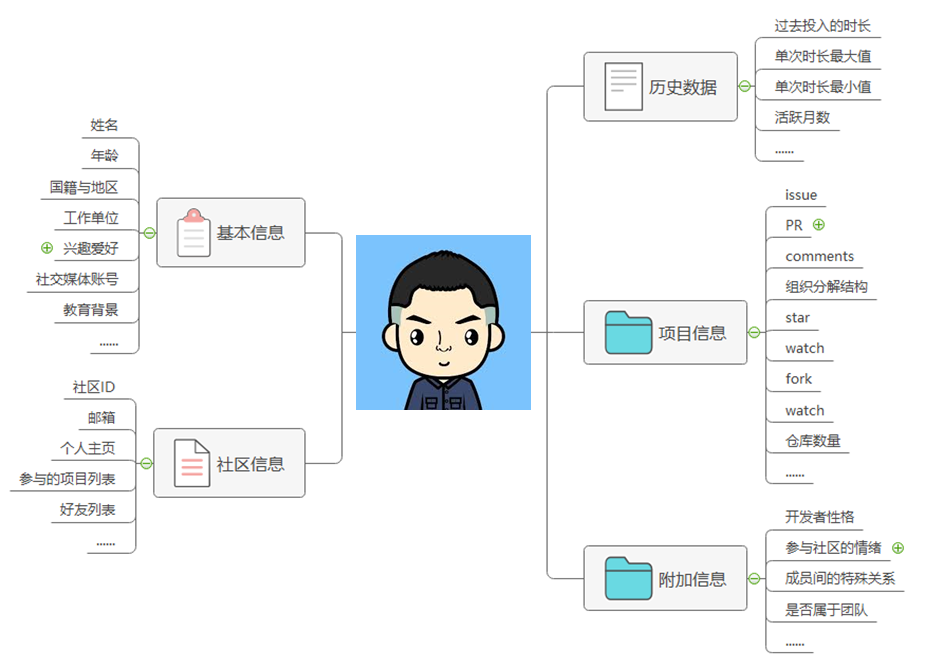 基本信息
姓名
年龄
国籍与地区
工作单位
兴趣爱好
社交媒体账号
教育背景
......
社区信息
社区ID
邮箱
个人主页
参与的项目列表
好友列表
......
历史数据
过去投入的时长
单次时长最大值
单次时长最小值
活跃月数
......
项目信息
issue
PR
comments
组织分解结构
star
watch
fork
watch
仓库数量
......
附加信息
开发者性格
参与社区的情绪
成员间的特殊关系
是否属于团队
......